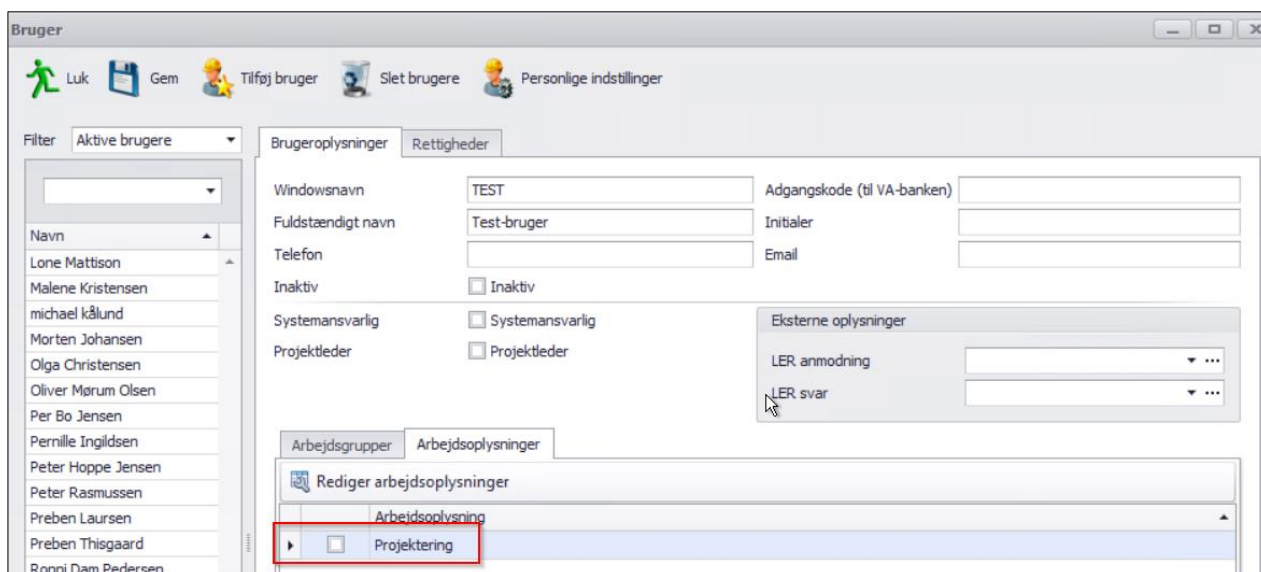 Bruger
Luk Gem Tilføj bruger Slet brugere Personlige indstillinger
Filter Aktive brugere
Brugeroplysninger Rettigheder
Windowsnavn TEST Adgangskode (til VA-banken)
Fuldstændigt navn Test-bruger Initialer
Telefon Email
Inaktiv Inaktiv
Systemansvarlig Systemansvarlig Eksterne oplysninger
Projektleder Projektleder
LER anmodning
LER svar
Navn
Lone Mattison
Malene Kristensen
michael kålund
Morten Johansen
Olga Christensen
Oliver Mørum Olsen
Per Bo Jensen
Pernille Ingildsen
Peter Hoppe Jensen
Peter Rasmussen
Preben Laursen
Preben Thisgaard
Ronni Dam Pedersen
Arbejdsgrupper Arbejdsoplysninger
Rediger arbejdsoplysninger
Arbejdsoplysning
Projektering